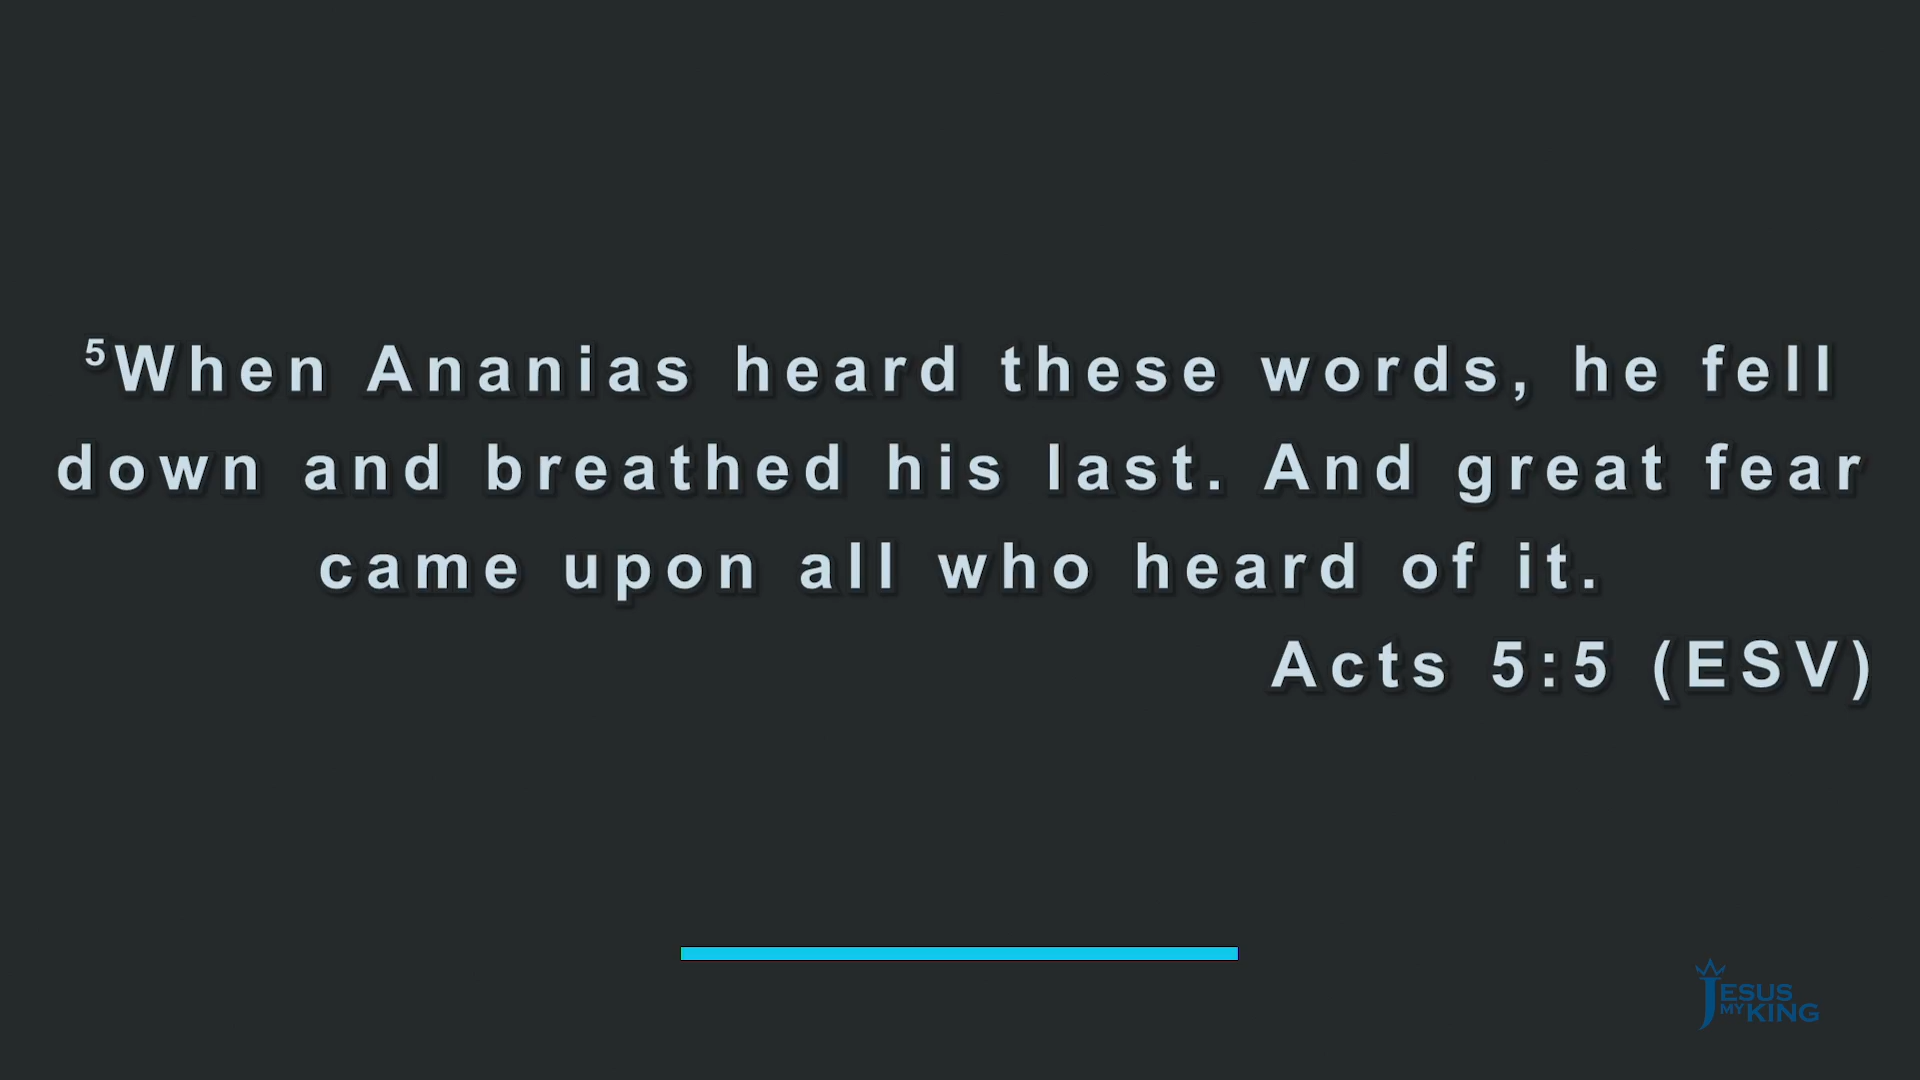 ⁵When Ananias heard these words, he fell
down and breathed his last. And great fear
came upon all who heard of it.
Acts 5:5 (ESV)
JESUS
MY KING